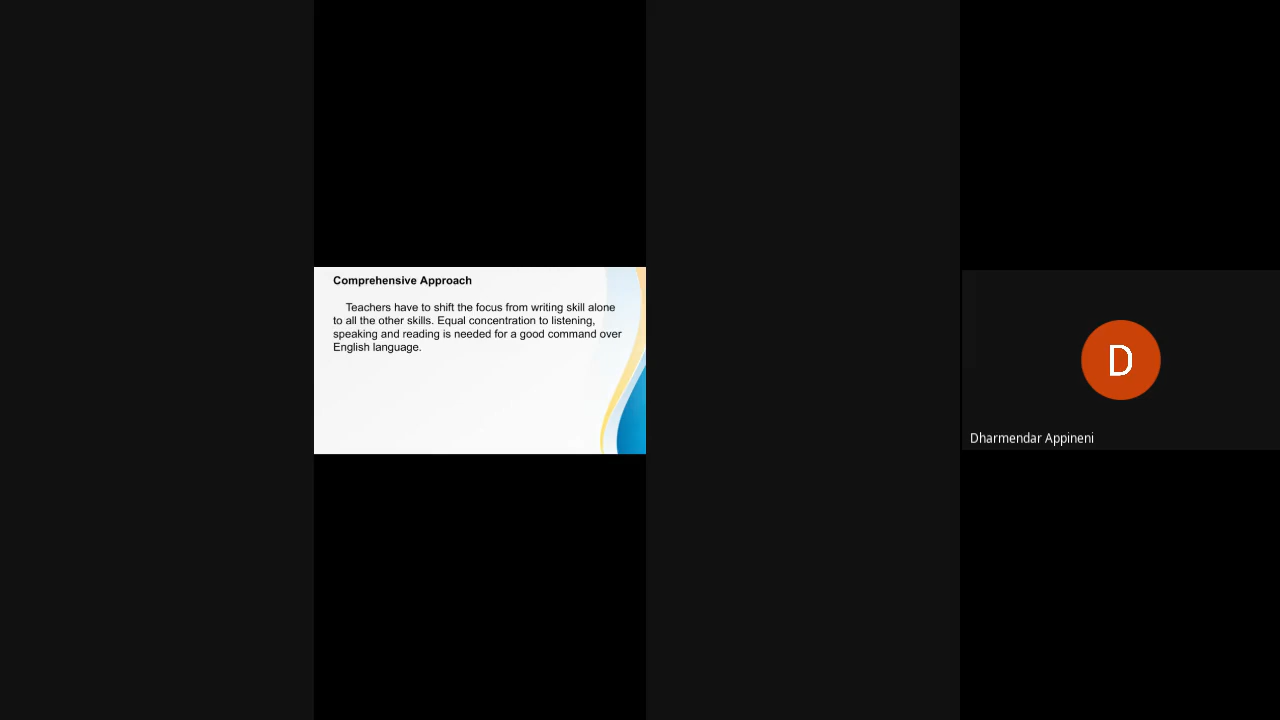 Comprehensive Approach
Teachers have to shift the focus from writing skill alone
to all the other skills. Equal concentration to listening,
speaking and reading is needed for a good command over
English language.
D
Dharmendar Appineni